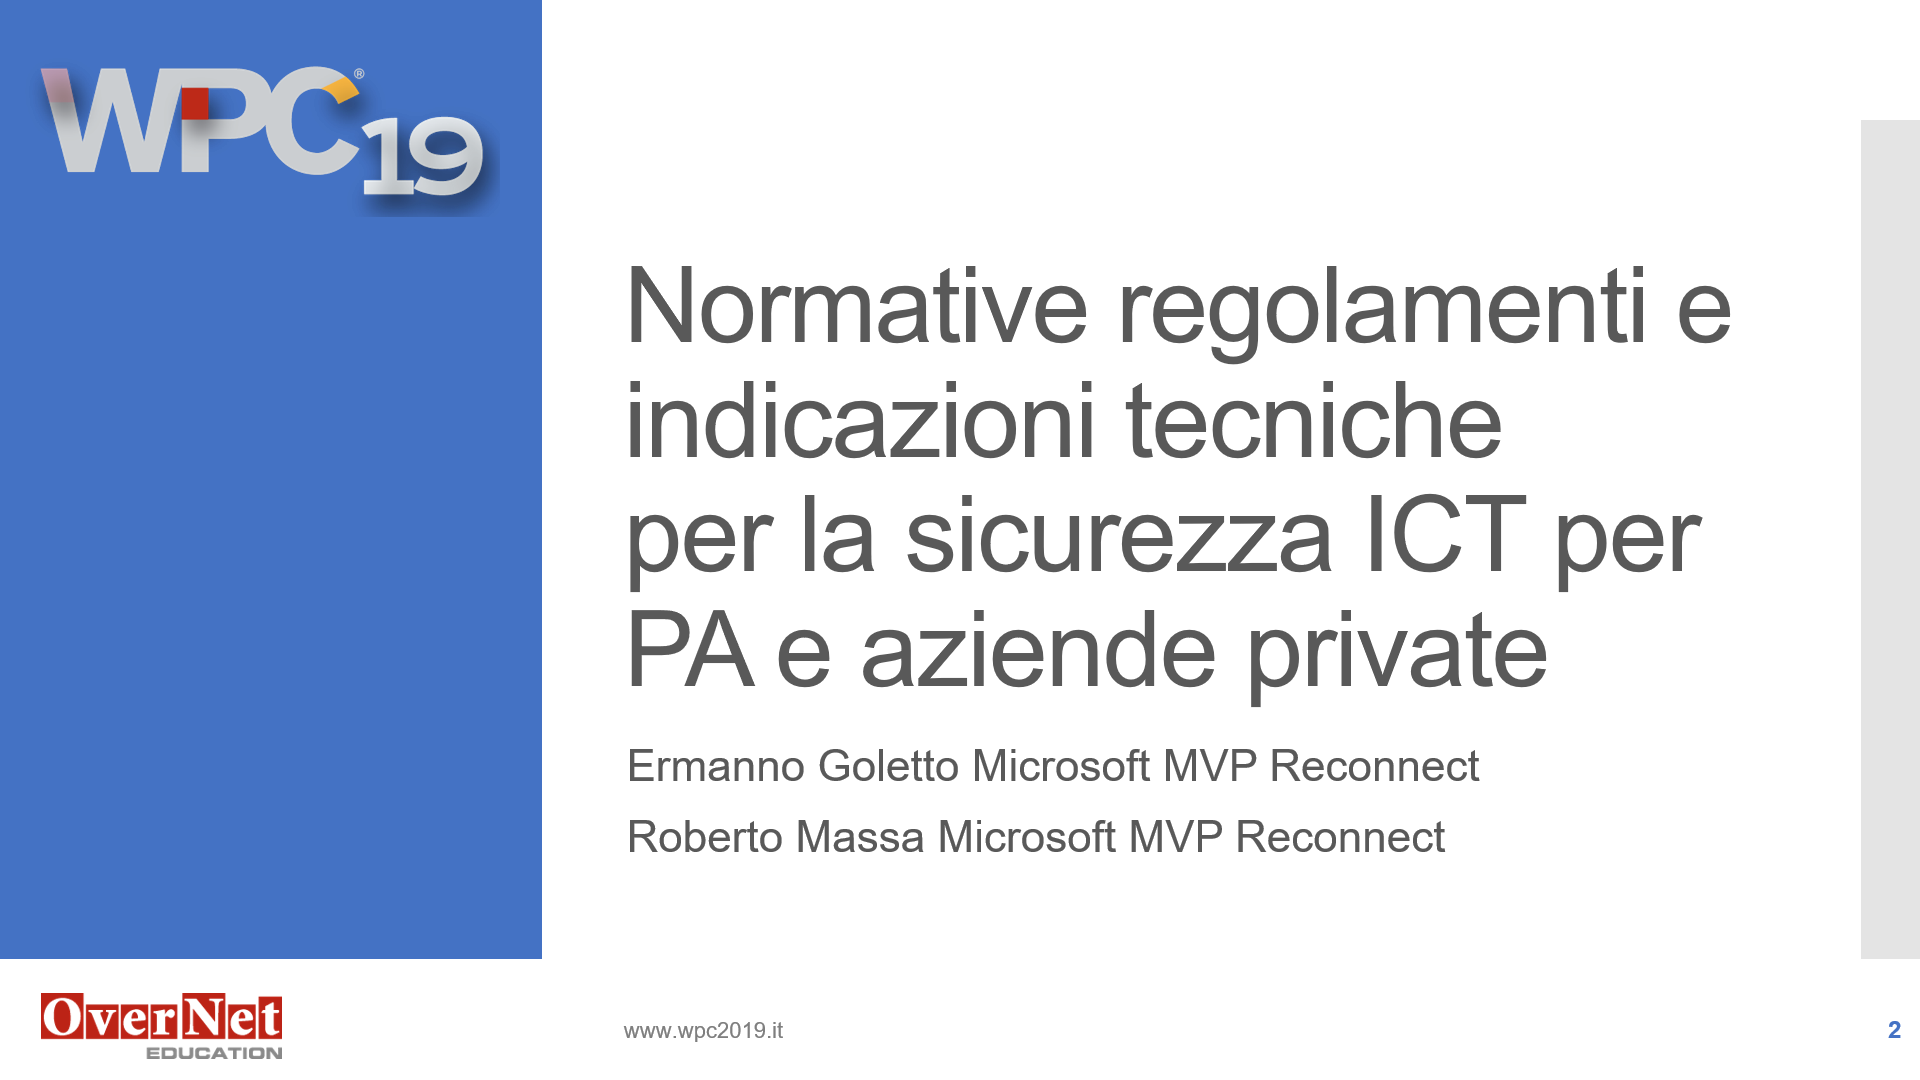 WPC®19
Normative regolamenti e
indicazioni tecniche
per la sicurezza ICT per
PA e aziende private
Ermanno Goletto Microsoft MVP Reconnect
Roberto Massa Microsoft MVP Reconnect
OverNet
EDUCATION
www.wpc2019.it
2